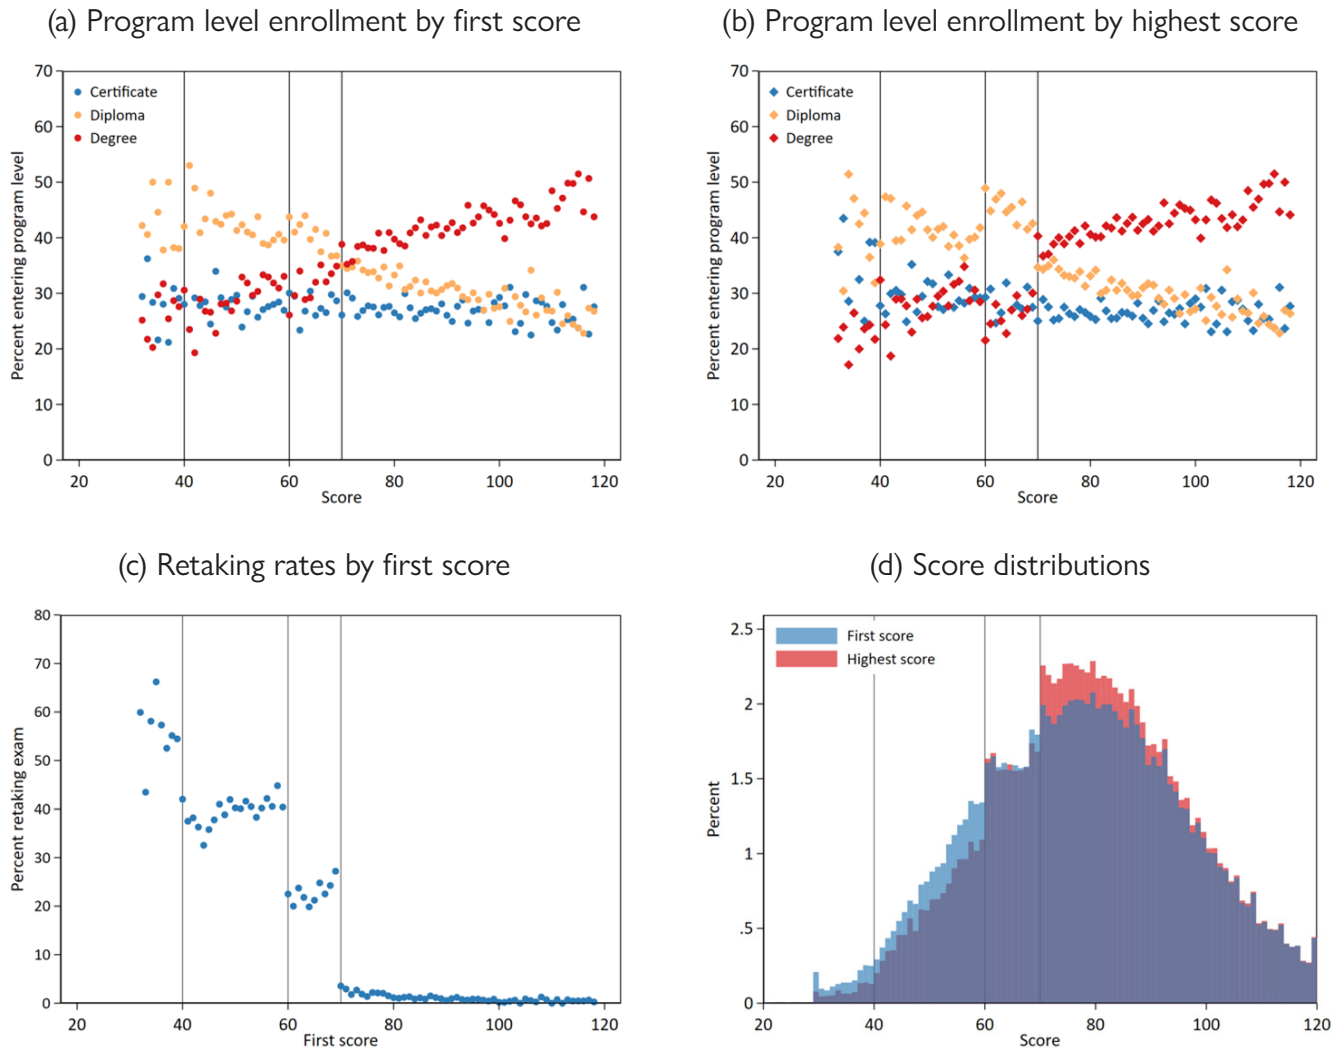 (a) Program level enrollment by first score
Percent entering program level
70
60
50
40
30
20
10
0
Certificate
Diploma
Degree
20 40 60 80 100 120
Score
(b) Program level enrollment by highest score
Percent entering program level
70
60
50
40
30
20
10
0
Certificate
Diploma
Degree
20 40 60 80 100 120
Score
(c) Retaking rates by first score
Percent retaking exam
80
70
60
50
40
30
20
10
0
20 40 60 80 100 120
First score
(d) Score distributions
Percent
2.5
2
1.5
1
.5
0
First score
Highest score
20 40 60 80 100 120
Score